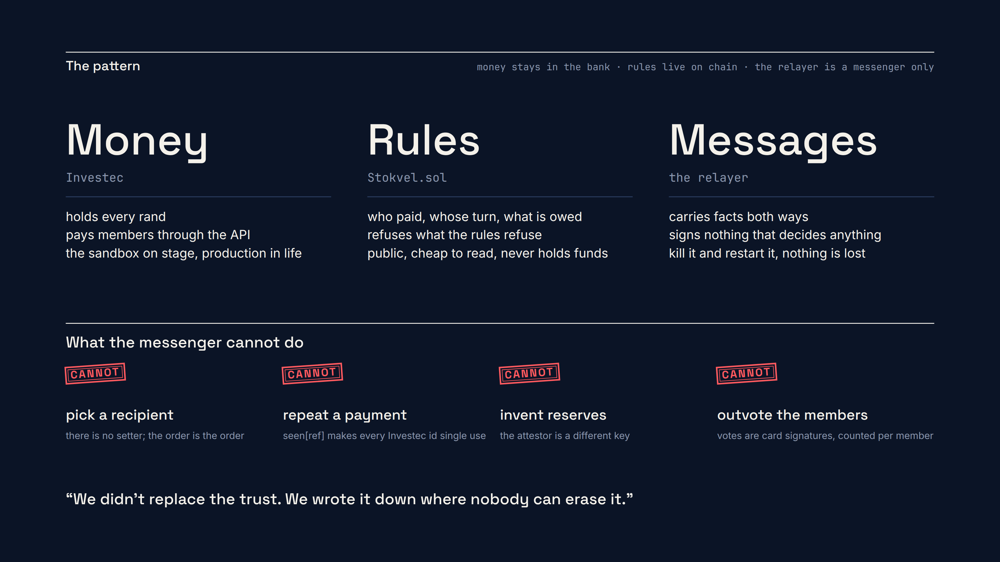 The pattern
money stays in the bank · rules live on chain · the relayer is a messenger only
Money
Investec
holds every rand
pays members through the API
the sandbox on stage, production in life
Rules
Stokvel.sol
who paid, whose turn, what is owed
refuses what the rules refuse
public, cheap to read, never holds funds
Messages
the relayer
carries facts both ways
signs nothing that decides anything
kill it and restart it, nothing is lost
What the messenger cannot do
CANNOT
pick a recipient
there is no setter; the order is the order
CANNOT
repeat a payment
seen[ref] makes every Investec id single use
CANNOT
invent reserves
the attestor is a different key
CANNOT
outvote the members
votes are card signatures, counted per member
“We didn’t replace the trust. We wrote it down where nobody can erase it.”